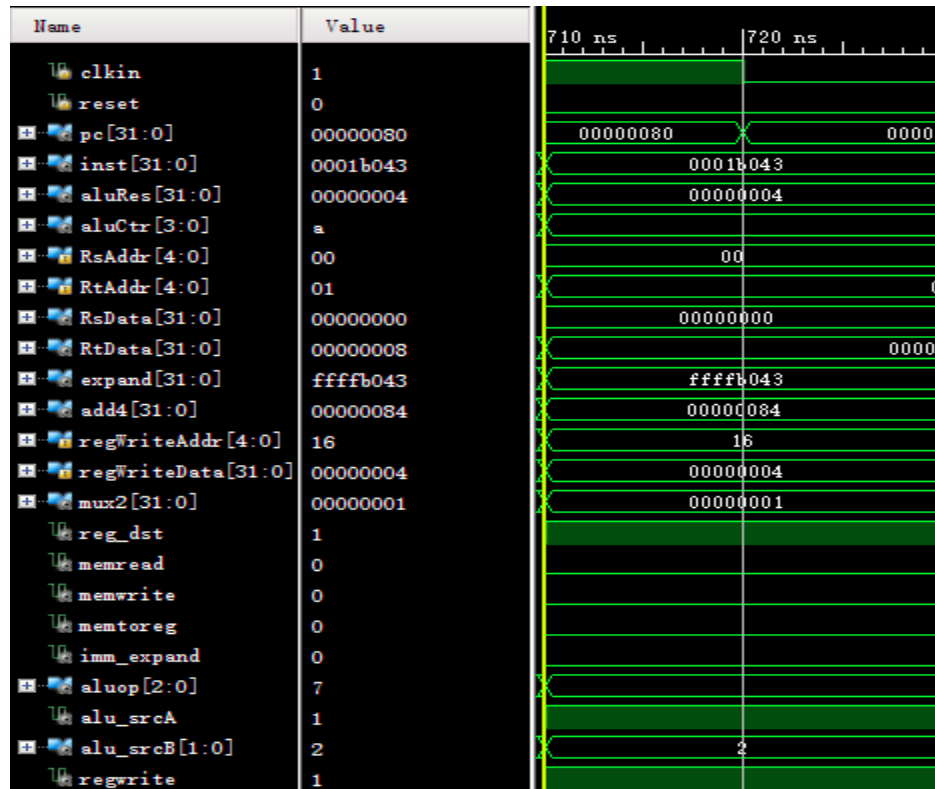 Name Value 710 ns 720 ns
clkin 1
reset 0
pc[31:0] 00000080 00000080 0000
inst[31:0] 0001b043 0001b043
aluRes[31:0] 00000004 00000004
aluCtr[3:0] a
RsAddr[4:0] 00 00
RtAddr[4:0] 01
RsData[31:0] 00000000 00000000
RtData[31:0] 00000008 0000
expand[31:0] ffffb043 ffffb043
add4[31:0] 00000084 00000084
regWriteAddr[4:0] 16 16
regWriteData[31:0] 00000004 00000004
mux2[31:0] 00000001 00000001
reg_dst 1
memread 0
memwrite 0
memtoreg 0
imm_expand 0
aluop[2:0] 7
alu_srcA 1
alu_srcB[1:0] 2 2
regwrite 1